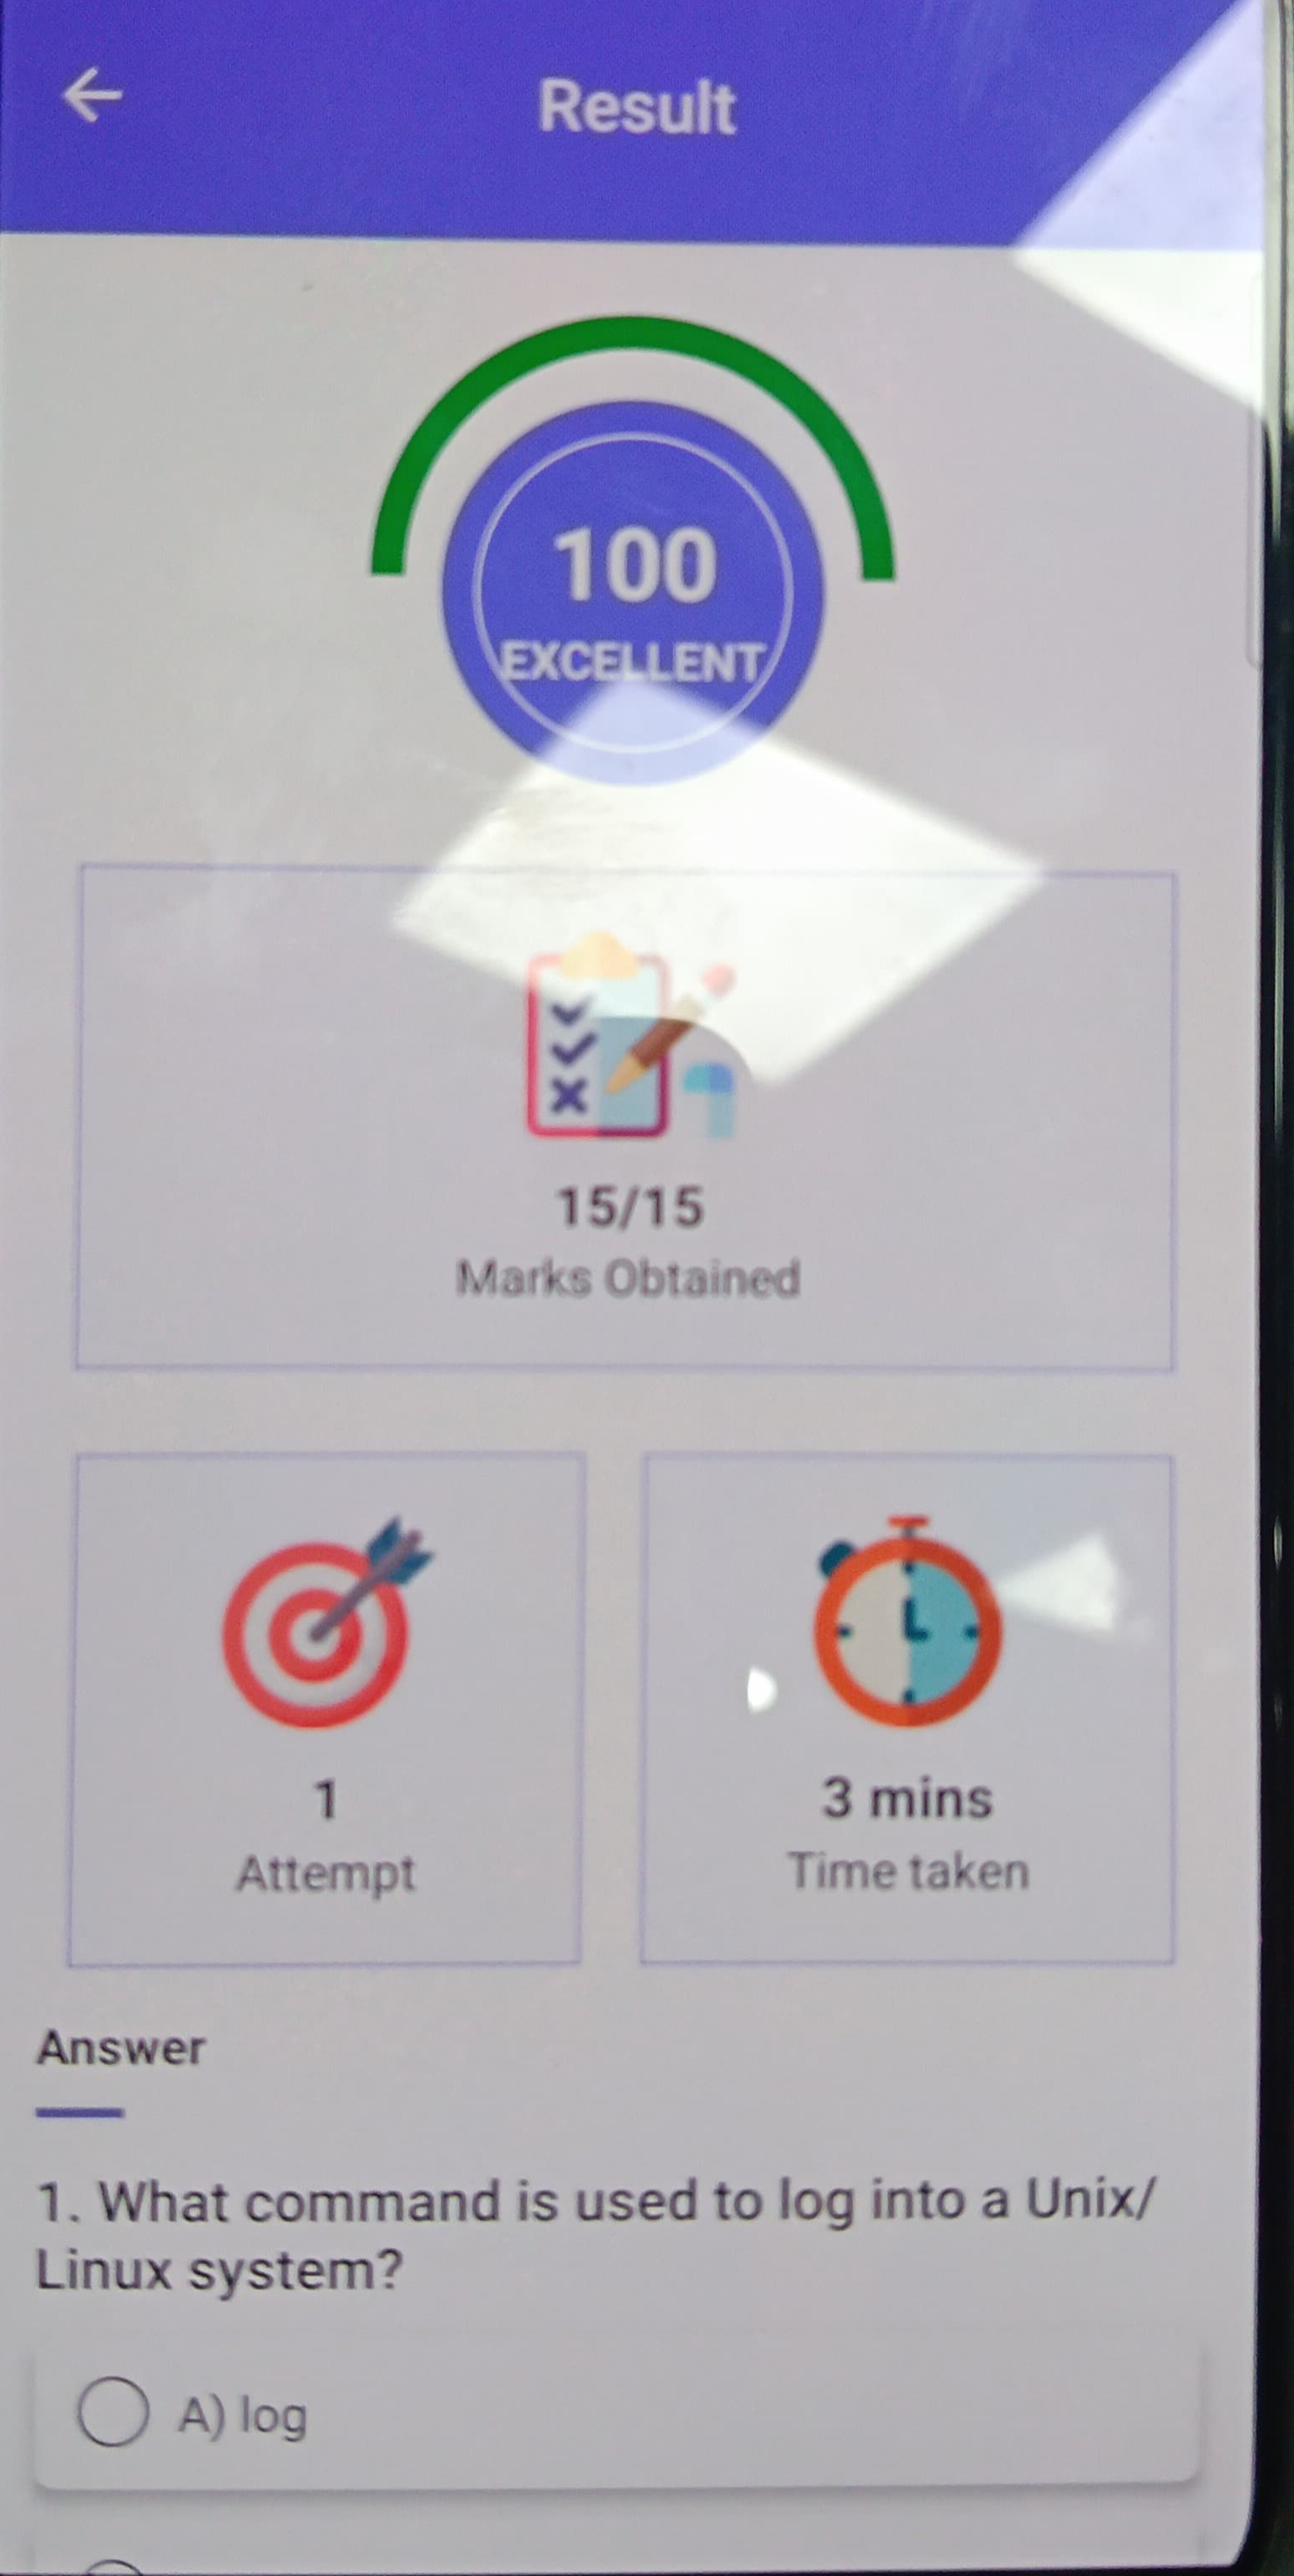 Result
100
EXCELLENT
15/15
Marks Obtained
1
Attempt
3 mins
Time taken
Answer
1. What command is used to log into a Unix/
Linux system?
A) log